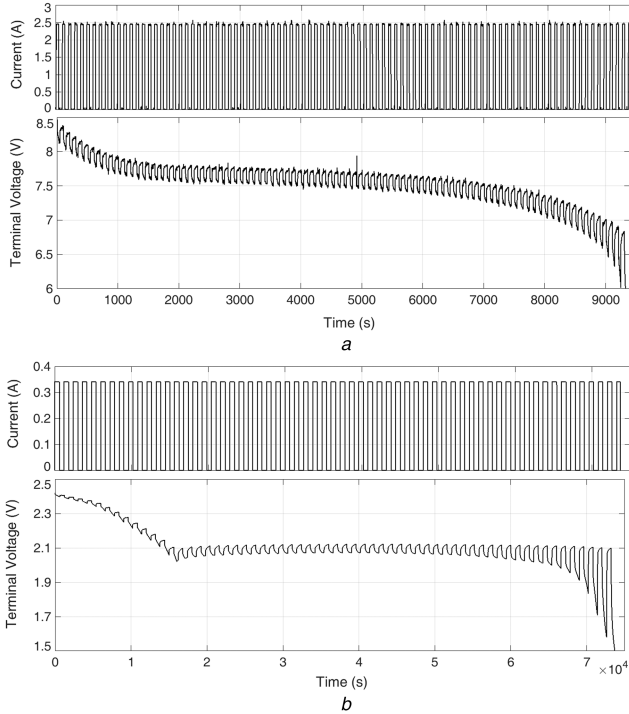 3
2.5
2
1.5
1
0.5
0
Current (A)
8.5
8
7.5
7
6.5
6
Terminal Voltage (V)
0 1000 2000 3000 4000 5000 6000 7000 8000 9000
Time (s)
a
0.4
0.3
0.2
0.1
0
Current (A)
2.5
2.3
2.1
1.9
1.7
1.5
Terminal Voltage (V)
0 1 2 3 4 5 6 7
×10⁴
Time (s)
b